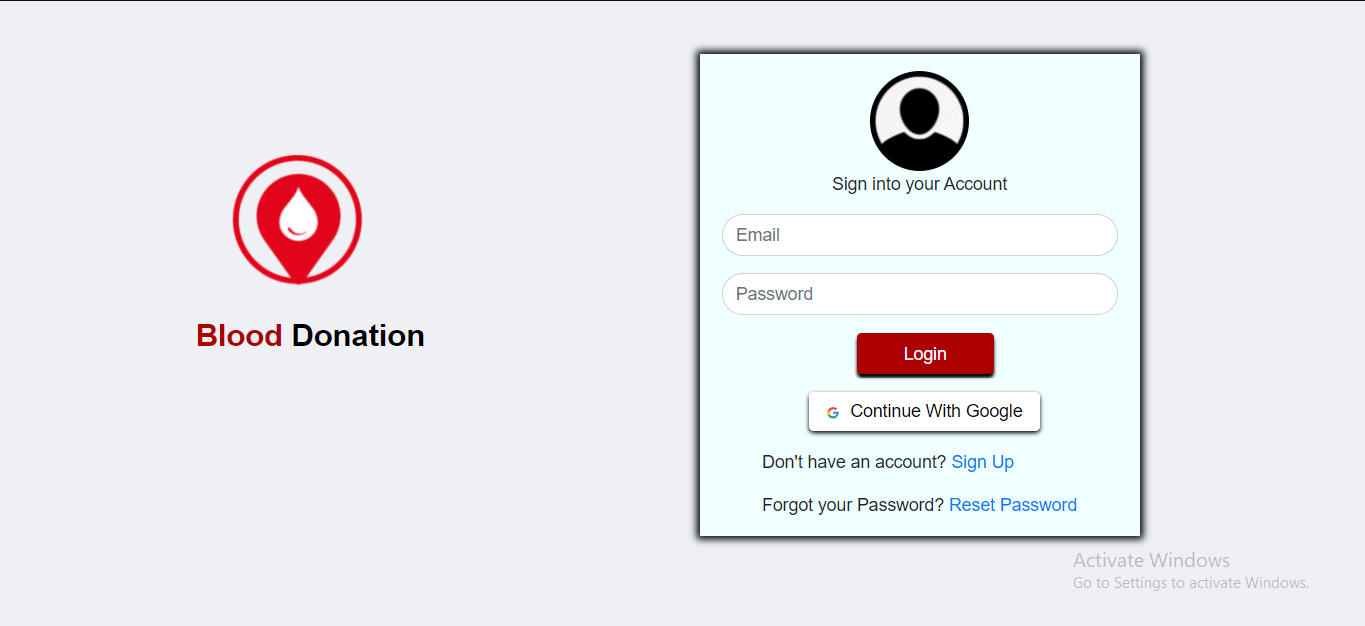 Blood Donation
Sign into your Account
Email
Password
Login
Continue With Google
Don't have an account? Sign Up
Forgot your Password? Reset Password
Activate Windows
Go to Settings to activate Windows.